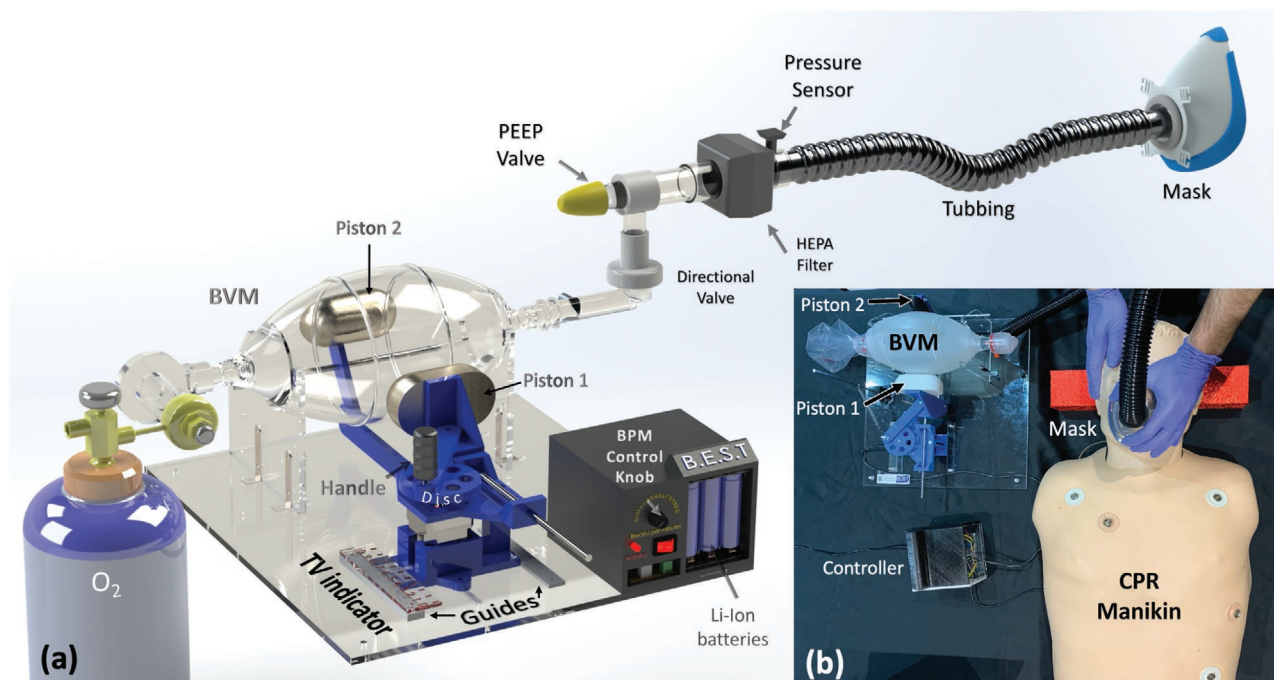 Pressure
Sensor
PEEP
Valve
Mask
Tubbing
HEPA
Filter
Directional
Valve
Piston 2
BVM
Piston 1
BPM
Control
Knob
B.E.S.T
Handle
Disc
O2
TV indicator
Guides
Li-Ion
batteries
(a)
Piston 2
BVM
Piston 1
Mask
Controller
CPR
Manikin
(b)